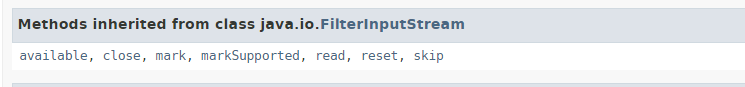 Methods inherited from class java.io.FilterInputStream
available, close, mark, markSupported, read, reset, skip